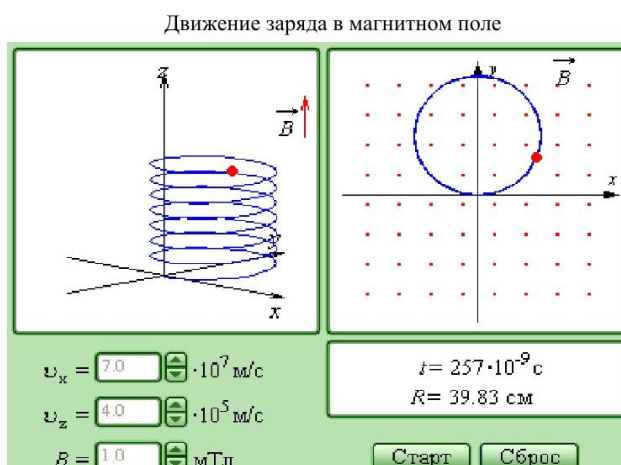 Движение заряда в магнитном поле
z
B
y
x
y
B
x
υx = 7.0 ·10⁷ м/с
υz = 4.0 ·10⁵ м/с
B = 1.0 мТл
t = 257·10⁻⁹ с
R = 39.83 см
Старт Сброс